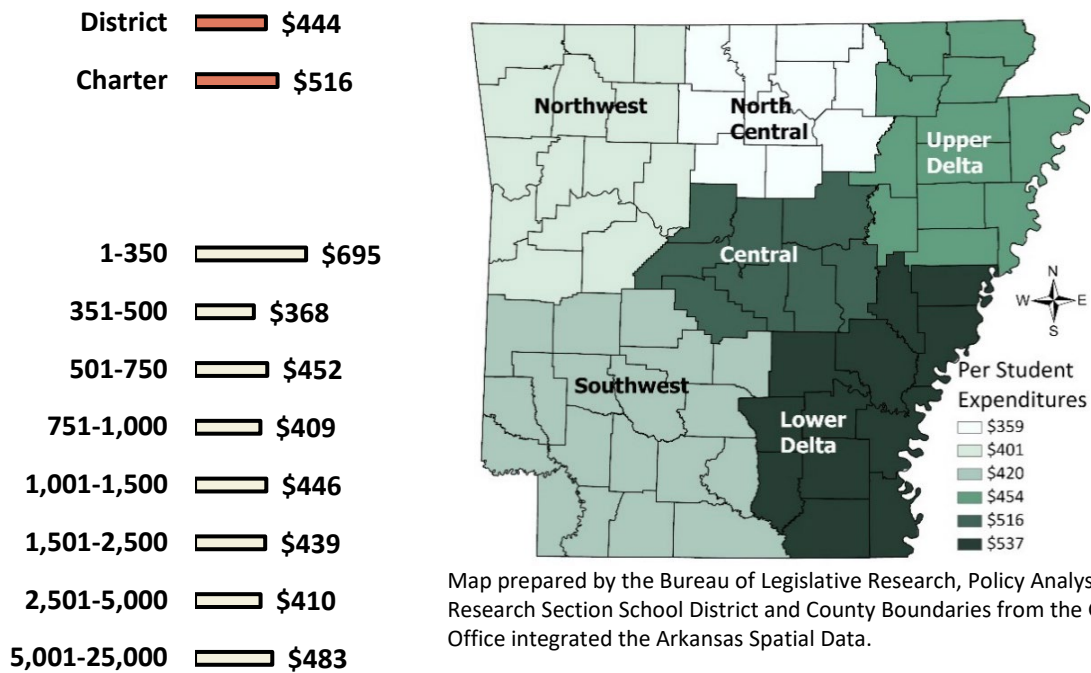 District $444
Charter $516
1-350 $695
351-500 $368
501-750 $452
751-1,000 $409
1,001-1,500 $446
1,501-2,500 $439
2,501-5,000 $410
5,001-25,000 $483
Northwest
North
Central
Upper
Delta
Central
Southwest
Lower
Delta
N
W E
S
Per Student
Expenditures
$359
$401
$420
$454
$516
$537
Map prepared by the Bureau of Legislative Research, Policy Analys
Research Section School District and County Boundaries from the
Office integrated the Arkansas Spatial Data.